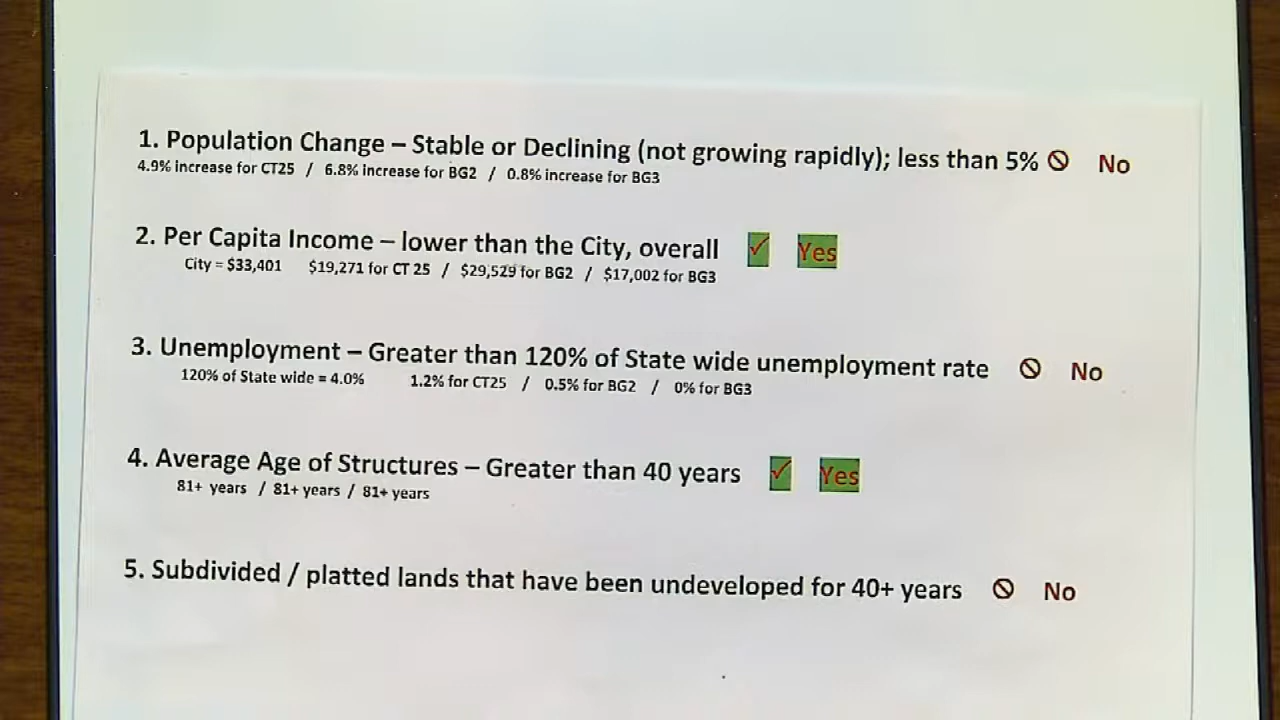 1. Population Change – Stable or Declining (not growing rapidly); less than 5% 🛇 No
4.9% increase for CT25 / 6.8% increase for BG2 / 0.8% increase for BG3
2. Per Capita Income – lower than the City, overall ✓ Yes
City = $33,401 $19,271 for CT 25 / $29,529 for BG2 / $17,002 for BG3
3. Unemployment – Greater than 120% of State wide unemployment rate 🛇 No
120% of State wide = 4.0% 1.2% for CT25 / 0.5% for BG2 / 0% for BG3
4. Average Age of Structures – Greater than 40 years ✓ Yes
81+ years / 81+ years / 81+ years
5. Subdivided / platted lands that have been undeveloped for 40+ years 🛇 No